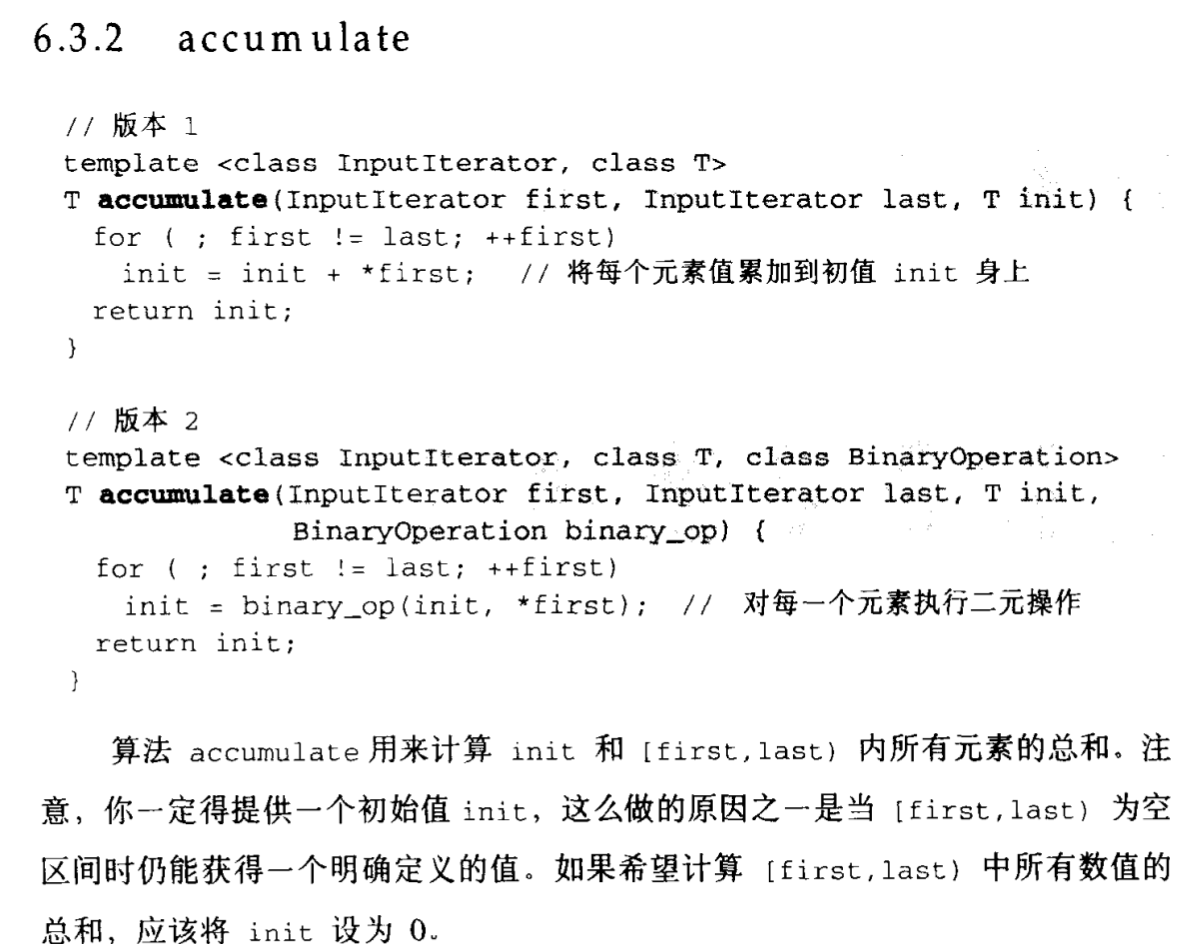 6.3.2 accumulate
// 版本 1
template <class InputIterator, class T>
T accumulate(InputIterator first, InputIterator last, T init) {
  for ( ; first != last; ++first)
    init = init + *first;   // 将每个元素值累加到初值 init 身上
  return init;
}
// 版本 2
template <class InputIterator, class T, class BinaryOperation>
T accumulate(InputIterator first, InputIterator last, T init,
             BinaryOperation binary_op) {
  for ( ; first != last; ++first)
    init = binary_op(init, *first);  // 对每一个元素执行二元操作
  return init;
}
算法 accumulate 用来计算 init 和 [first,last) 内所有元素的总和。注
意，你一定得提供一个初始值 init，这么做的原因之一是当 [first,last) 为空
区间时仍能获得一个明确定义的值。如果希望计算 [first,last) 中所有数值的
总和，应该将 init 设为 0。